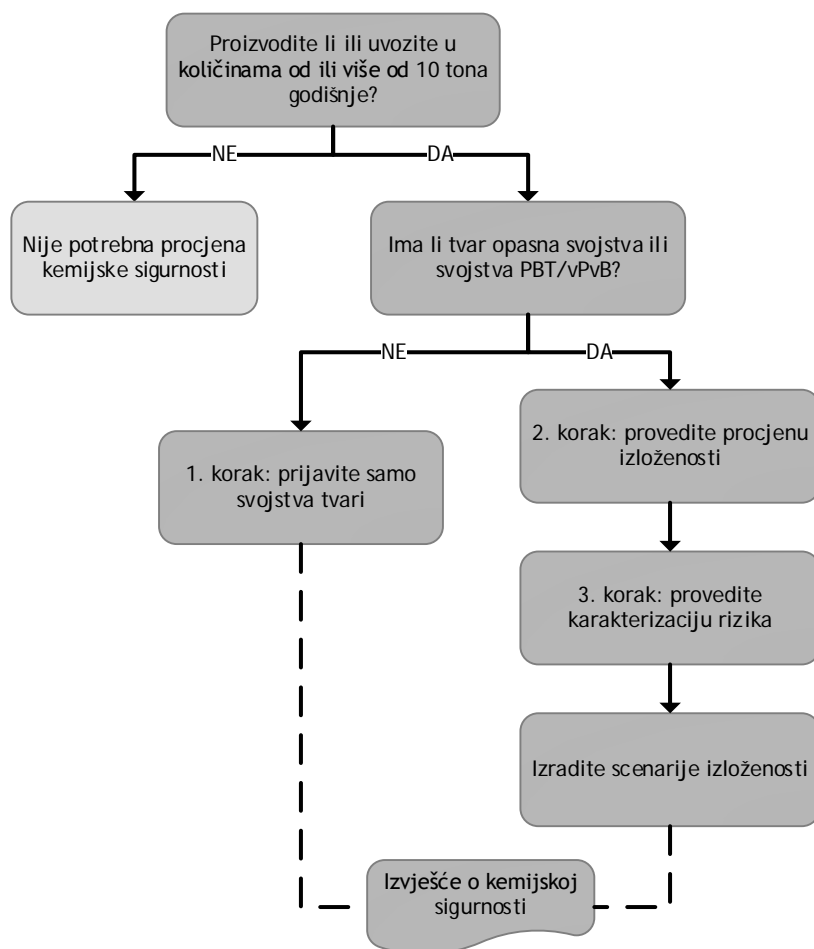 Proizvodite li ili uvozite u
količinama od ili više od 10 tona
godišnje?
NE
DA
Nije potrebna procjena
kemijske sigurnosti
Ima li tvar opasna svojstva ili
svojstva PBT/vPvB?
NE
DA
1. korak: prijavite samo
svojstva tvari
2. korak: provedite procjenu
izloženosti
3. korak: provedite
karakterizaciju rizika
Izradite scenarije izloženosti
Izvješće o kemijskoj
sigurnosti